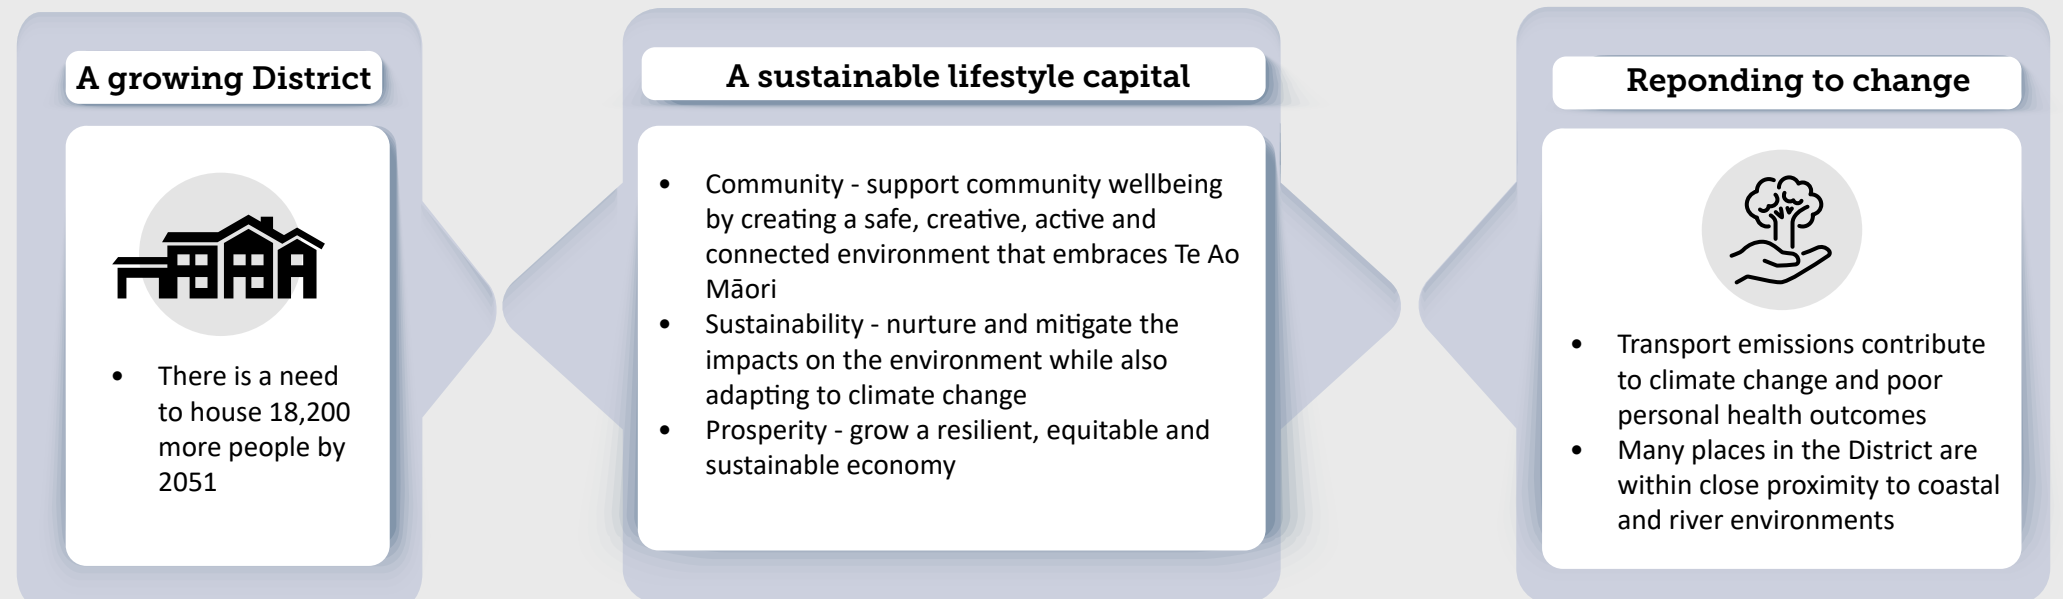 A growing District
• There is a need
to house 18,200
more people by
2051
A sustainable lifestyle capital
• Community - support community wellbeing
by creating a safe, creative, active and
connected environment that embraces Te Ao
Māori
• Sustainability - nurture and mitigate the
impacts on the environment while also
adapting to climate change
• Prosperity - grow a resilient, equitable and
sustainable economy
Reponding to change
• Transport emissions contribute
to climate change and poor
personal health outcomes
• Many places in the District are
within close proximity to coastal
and river environments